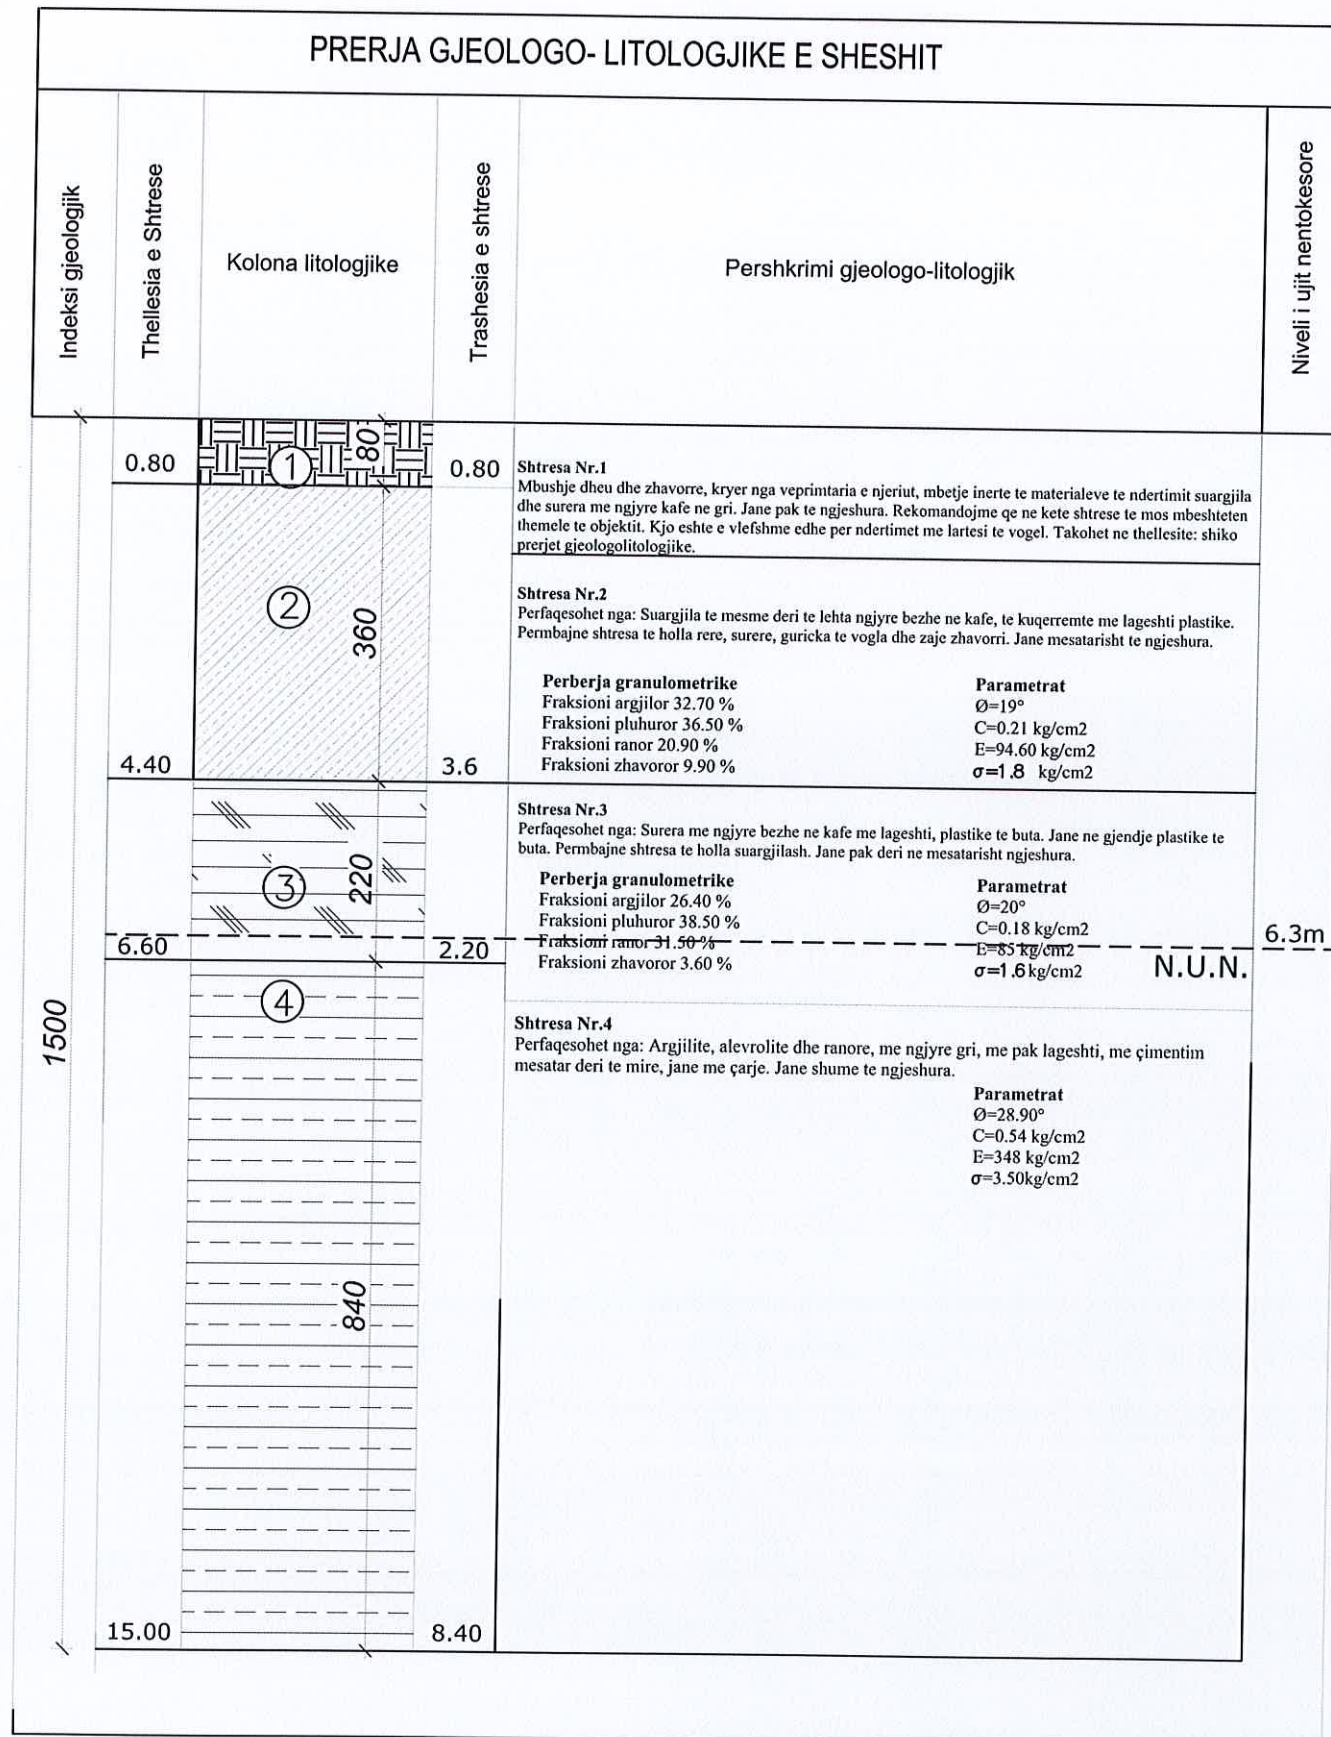 PRERJA GJEOLOGO- LITOLOGJIKE E SHESHIT
Indeksi gjeologjik
Thellesia e Shtrese
Kolona litologjike
Trashesia e shtrese
Pershkrimi gjeologo-litologjik
Niveli i ujit nentokesore
1500
0.80
1
80
0.80
Shtresa Nr.1
Mbushje dheu dhe zhavorre, kryer nga veprimtaria e njeriut, mbetje inerte te materialeve te ndertimit suargjila
dhe surera me ngjyre kafe ne gri. Jane pak te ngjeshura. Rekomandojme qe ne kete shtrese te mos mbeshteten
themele te objektit. Kjo eshte e vlefshme edhe per ndertimet me lartesi te vogel. Takohet ne thellesite: shiko
prerjet gjeologolitologjike.
2
360
4.40
3.6
Shtresa Nr.2
Perfaqesohet nga: Suargjila te mesme deri te lehta ngjyre bezhe ne kafe, te kuqerremte me lageshti plastike.
Permbajne shtresa te holla rere, surere, guricka te vogla dhe zaje zhavorri. Jane mesatarisht te ngjeshura.
Perberja granulometrike
Fraksioni argjilor 32.70 %
Fraksioni pluhuror 36.50 %
Fraksioni ranor 20.90 %
Fraksioni zhavoror 9.90 %
Parametrat
Ø=19°
C=0.21 kg/cm2
E=94.60 kg/cm2
σ=1.8 kg/cm2
3
220
6.60
2.20
Shtresa Nr.3
Perfaqesohet nga: Surera me ngjyre bezhe ne kafe me lageshti, plastike te buta. Jane ne gjendje plastike te
buta. Permbajne shtresa te holla suargjilash. Jane pak deri ne mesatarisht ngjeshura.
Perberja granulometrike
Fraksioni argjilor 26.40 %
Fraksioni pluhuror 38.50 %
Fraksioni ranor 31.50 %
Fraksioni zhavoror 3.60 %
Parametrat
Ø=20°
C=0.18 kg/cm2
E=85 kg/cm2
σ=1.6 kg/cm2
N.U.N.
6.3m
4
840
15.00
8.40
Shtresa Nr.4
Perfaqesohet nga: Argjilite, alevrolite dhe ranore, me ngjyre gri, me pak lageshti, me çimentim
mesatar deri te mire, jane me çarje. Jane shume te ngjeshura.
Parametrat
Ø=28.90°
C=0.54 kg/cm2
E=348 kg/cm2
σ=3.50kg/cm2